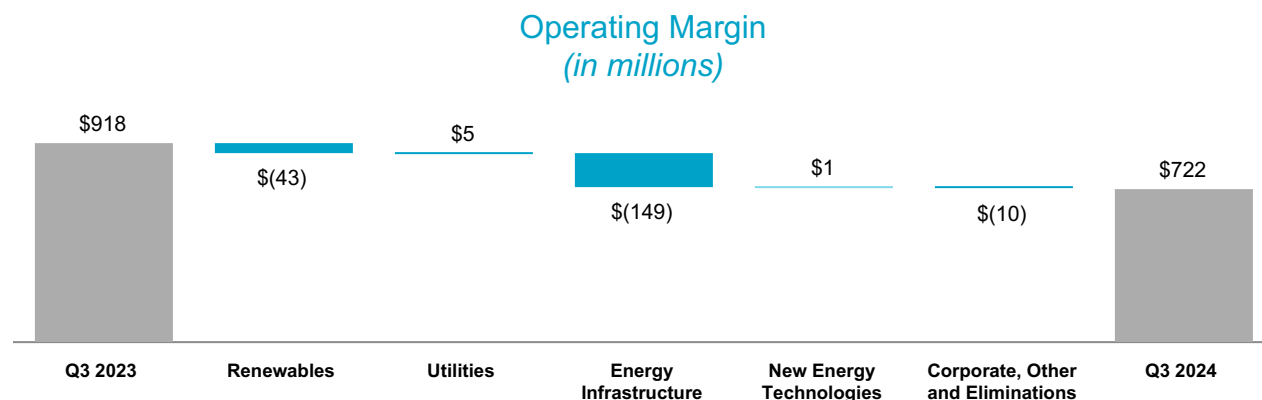 Operating Margin
(in millions)
$918
$(43)
$5
$(149)
$1
$(10)
$722
Q3 2023
Renewables
Utilities
Energy
Infrastructure
New Energy
Technologies
Corporate, Other
and Eliminations
Q3 2024